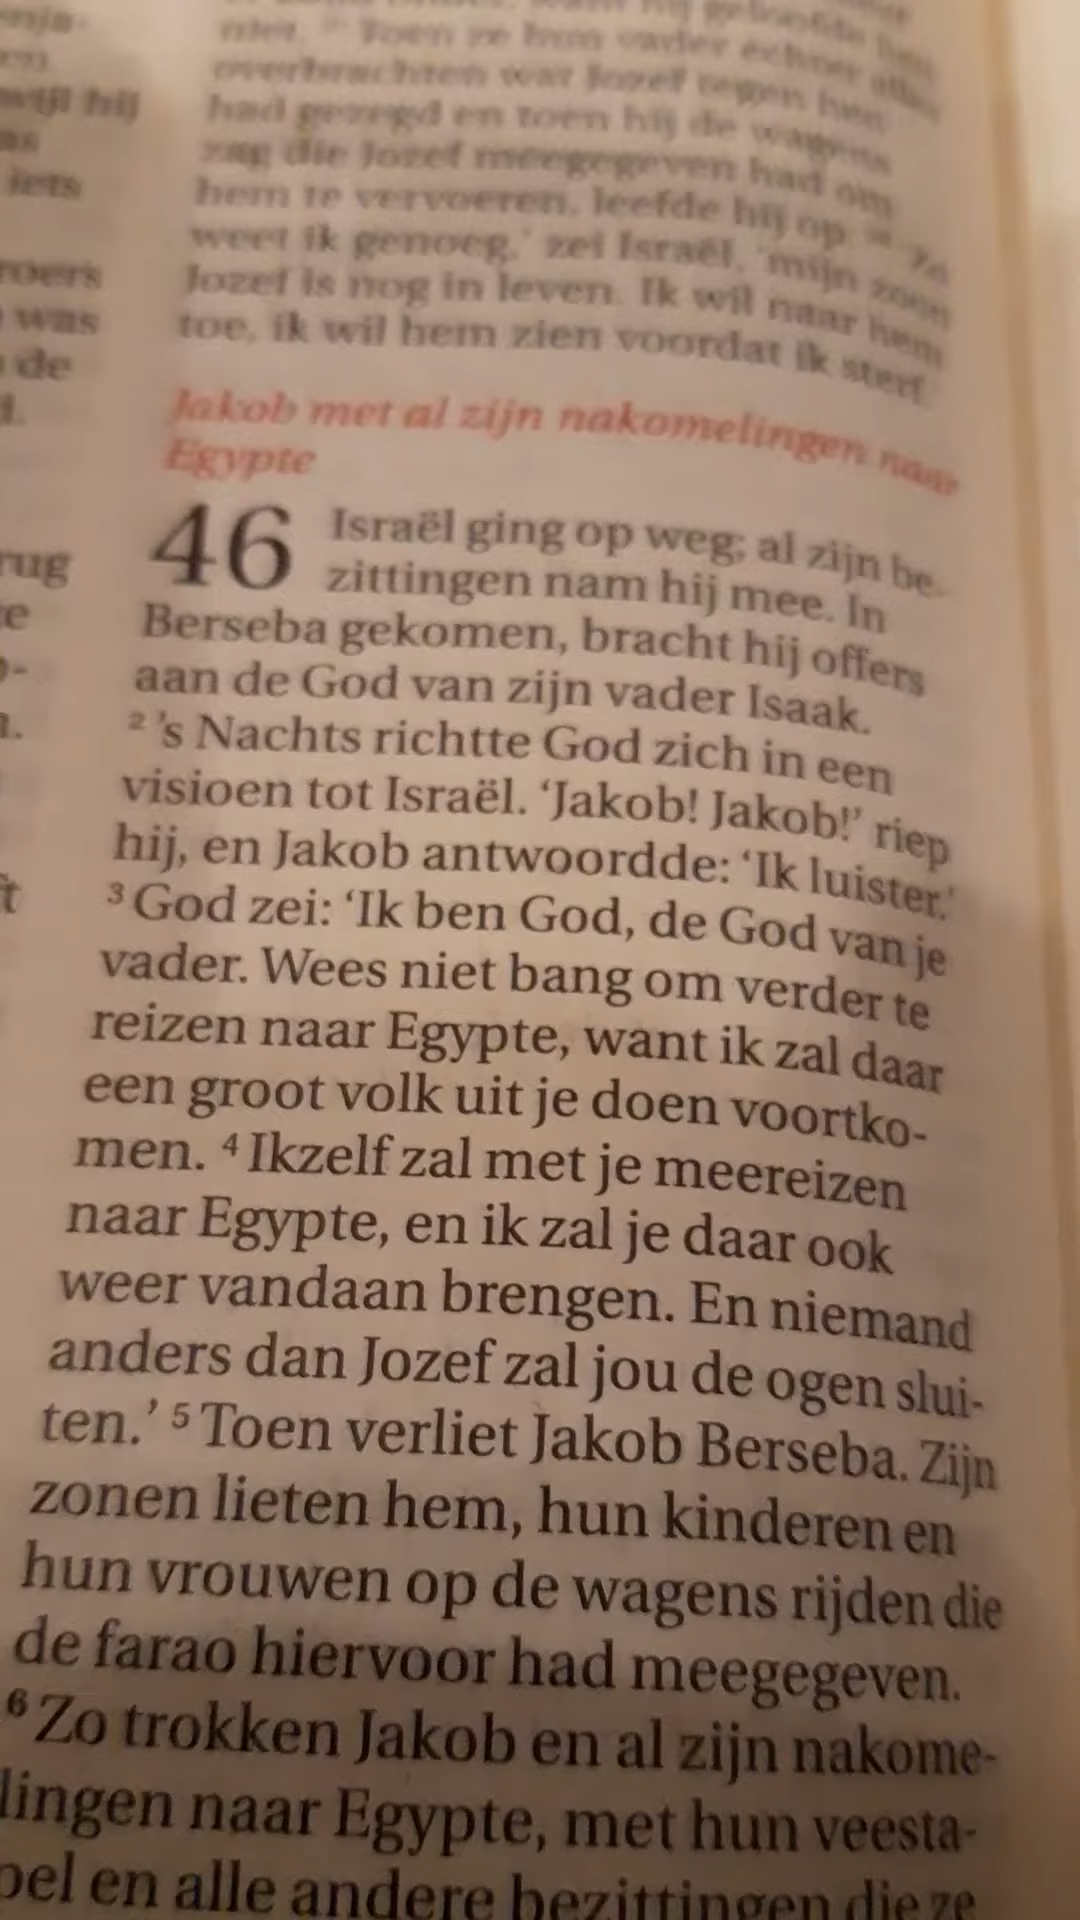 wijl hij
iets
roers
was
de
rug
niet. Toen ze hun vader echter alles
overbrachten wat Jozef tegen hen
had gezegd en toen hij de wagens
zag die Jozef meegegeven had om
hem te vervoeren, leefde hij op. Zo
weet ik genoeg,’ zei Israël, ‘mijn zoon
Jozef is nog in leven. Ik wil naar hem
toe, ik wil hem zien voordat ik sterf.
Jakob met al zijn nakomelingen naar
Egypte
46 Israël ging op weg; al zijn be-
zittingen nam hij mee. In
Berseba gekomen, bracht hij offers
aan de God van zijn vader Isaak.
2 ’s Nachts richtte God zich in een
visioen tot Israël. ‘Jakob! Jakob!’ riep
hij, en Jakob antwoordde: ‘Ik luister.’
3 God zei: ‘Ik ben God, de God van je
vader. Wees niet bang om verder te
reizen naar Egypte, want ik zal daar
een groot volk uit je doen voortko-
men. 4 Ikzelf zal met je meereizen
naar Egypte, en ik zal je daar ook
weer vandaan brengen. En niemand
anders dan Jozef zal jou de ogen slui-
ten.’ 5 Toen verliet Jakob Berseba. Zijn
zonen lieten hem, hun kinderen en
hun vrouwen op de wagens rijden die
de farao hiervoor had meegegeven.
6 Zo trokken Jakob en al zijn nakome-
lingen naar Egypte, met hun veesta-
pel en alle andere bezittingen die ze